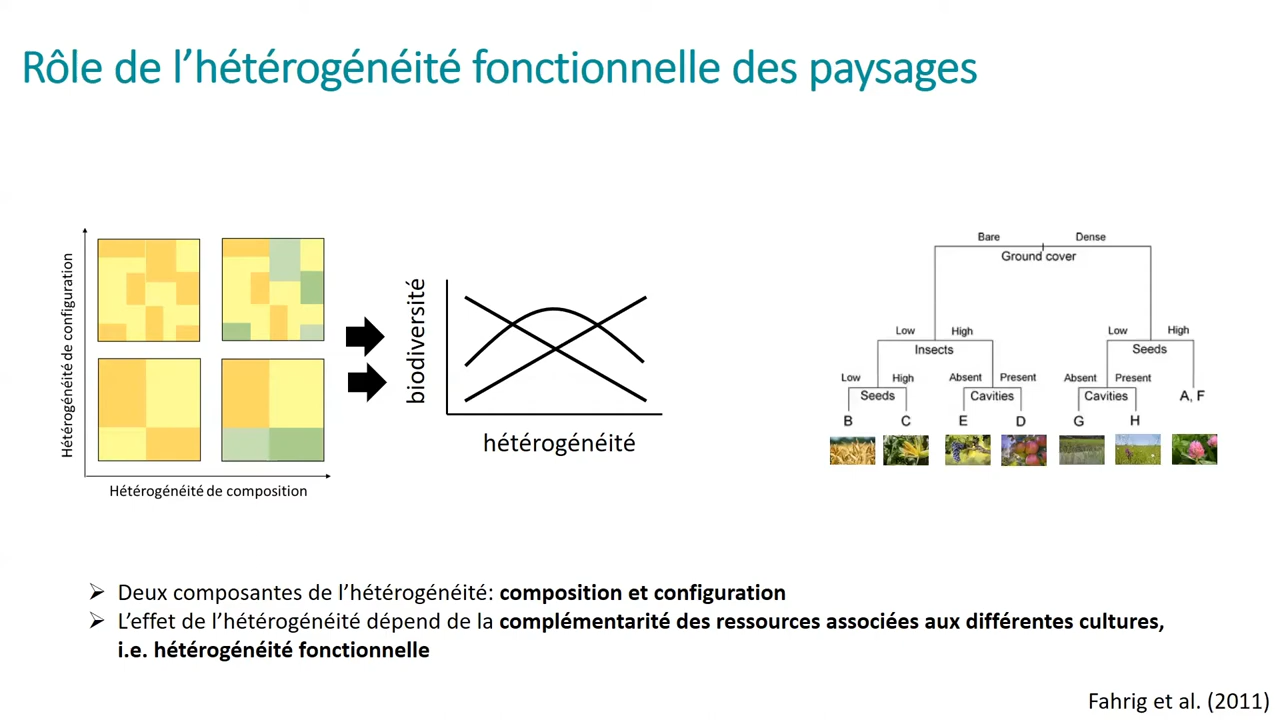 Rôle de l’hétérogénéité fonctionnelle des paysages
Hétérogénéité de configuration
Hétérogénéité de composition
biodiversité
hétérogénéité
Bare Dense
Ground cover
Low High
Insects
Low High
Seeds
Low High
Seeds
Absent Present
Cavities
Absent Present
Cavities
B C E D G H A, F
➢ Deux composantes de l’hétérogénéité: composition et configuration
➢ L’effet de l’hétérogénéité dépend de la complémentarité des ressources associées aux différentes cultures,
i.e. hétérogénéité fonctionnelle
Fahrig et al. (2011)